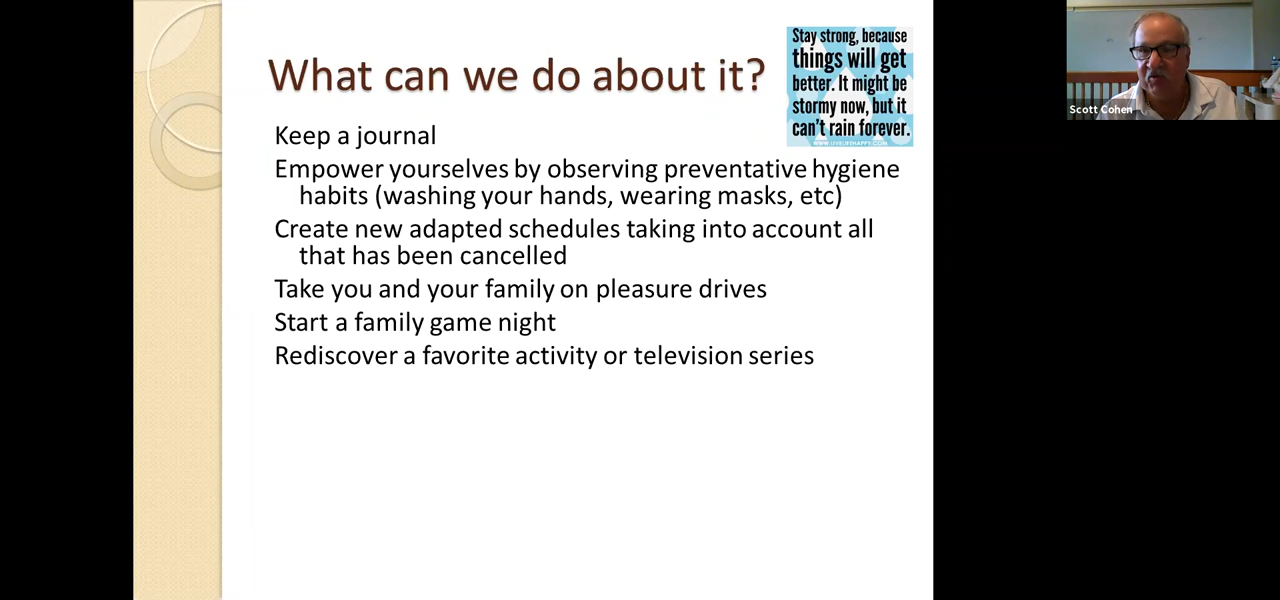 What can we do about it?
Stay strong, because
things will get
better. It might be
stormy now, but it
can't rain forever.
WWW.LIVELIFEHAPPY.COM
Keep a journal
Empower yourselves by observing preventative hygiene
habits (washing your hands, wearing masks, etc)
Create new adapted schedules taking into account all
that has been cancelled
Take you and your family on pleasure drives
Start a family game night
Rediscover a favorite activity or television series
Scott Cohen